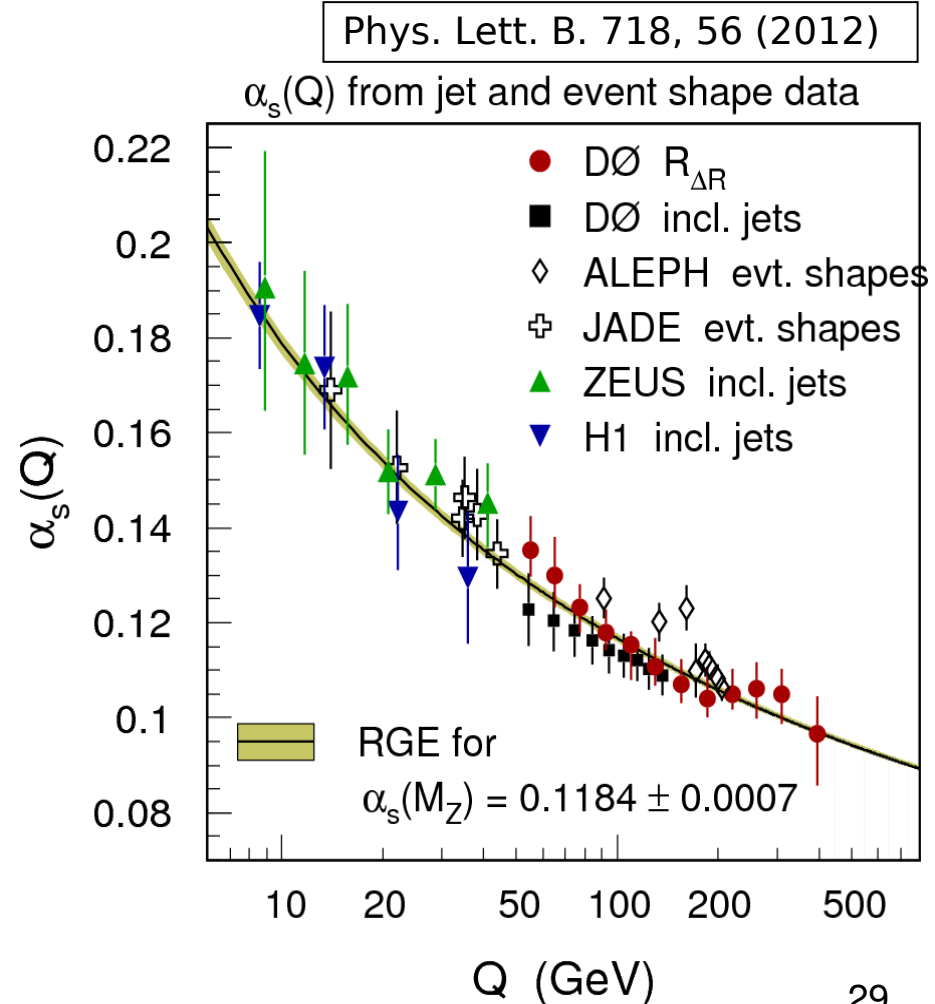 Phys. Lett. B. 718, 56 (2012)
αs(Q) from jet and event shape data
0.22
0.2
0.18
0.16
0.14
0.12
0.1
0.08
αs(Q)
DØ RΔR
DØ incl. jets
ALEPH evt. shapes
JADE evt. shapes
ZEUS incl. jets
H1 incl. jets
RGE for
αs(MZ) = 0.1184 ± 0.0007
10 20 50 100 200 500
Q (GeV)
29